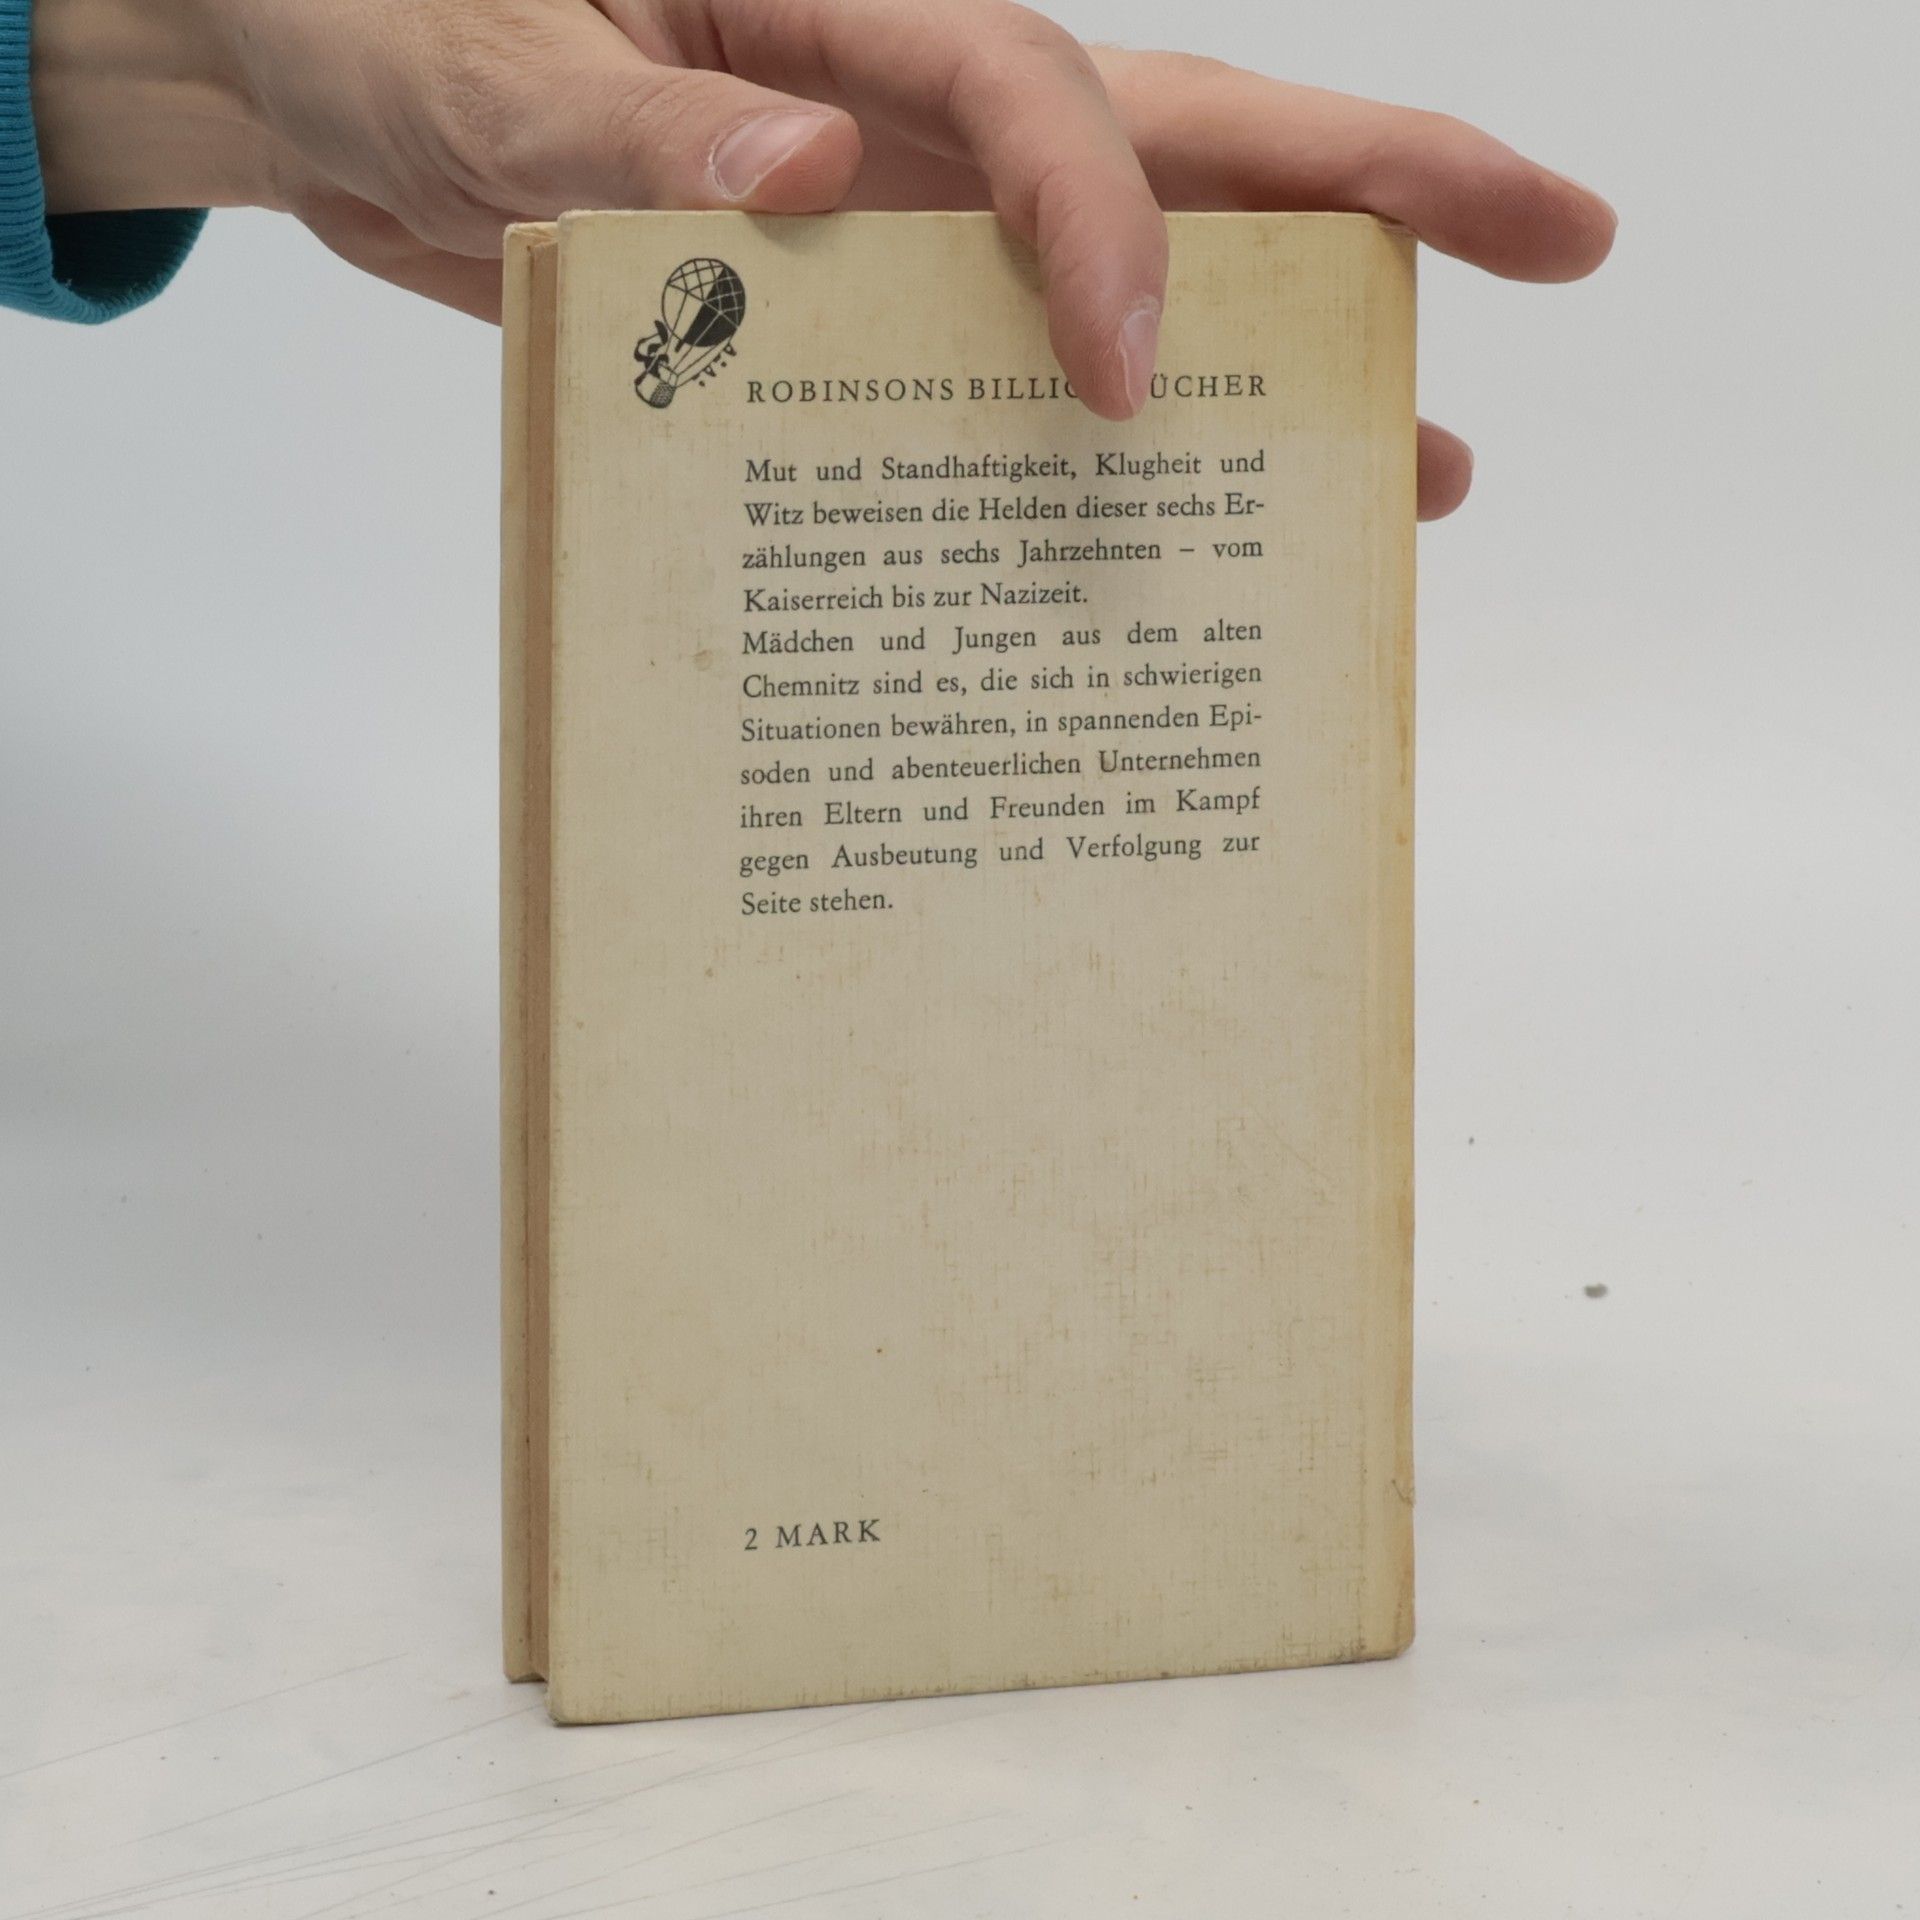 ROBINSONS BILLIG ÜCHER
Mut und Standhaftigkeit, Klugheit und
Witz beweisen die Helden dieser sechs Er-
zählungen aus sechs Jahrzehnten – vom
Kaiserreich bis zur Nazizeit.
Mädchen und Jungen aus dem alten
Chemnitz sind es, die sich in schwierigen
Situationen bewähren, in spannenden Epi-
soden und abenteuerlichen Unternehmen
ihren Eltern und Freunden im Kampf
gegen Ausbeutung und Verfolgung zur
Seite stehen.
2 MARK